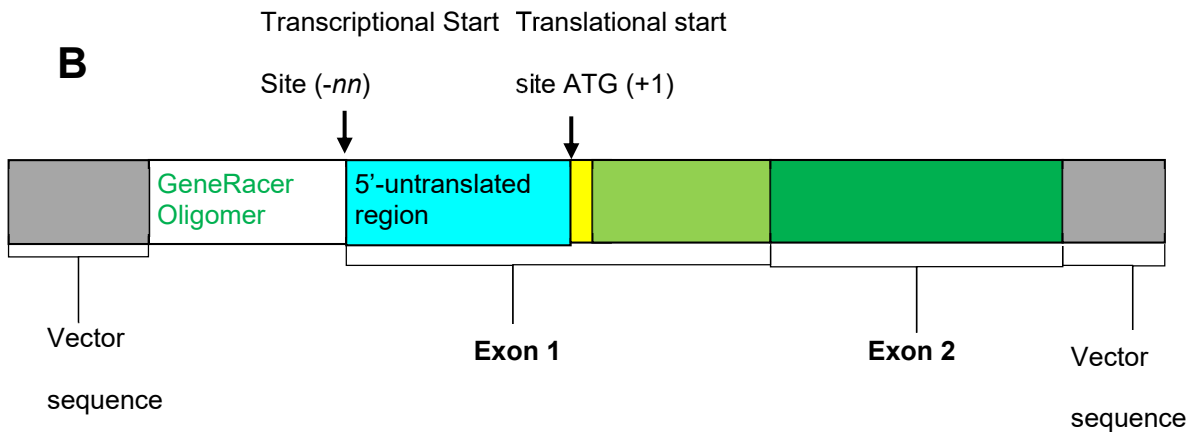 Transcriptional Start
Site (-nn)
Translational start
site ATG (+1)
B
GeneRacer
Oligomer
5’-untranslated
region
Vector
sequence
Exon 1
Exon 2
Vector
sequence